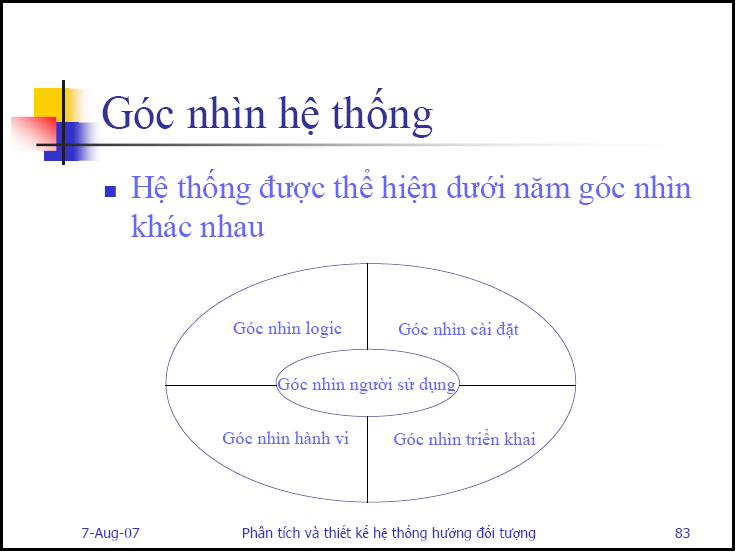 Góc nhìn hệ thống
Hệ thống được thể hiện dưới năm góc nhìn
khác nhau
Góc nhìn logic
Góc nhìn cài đặt
Góc nhìn người sử dụng
Góc nhìn hành vi
Góc nhìn triển khai
7-Aug-07
Phân tích và thiết kế hệ thống hướng đối tượng
83